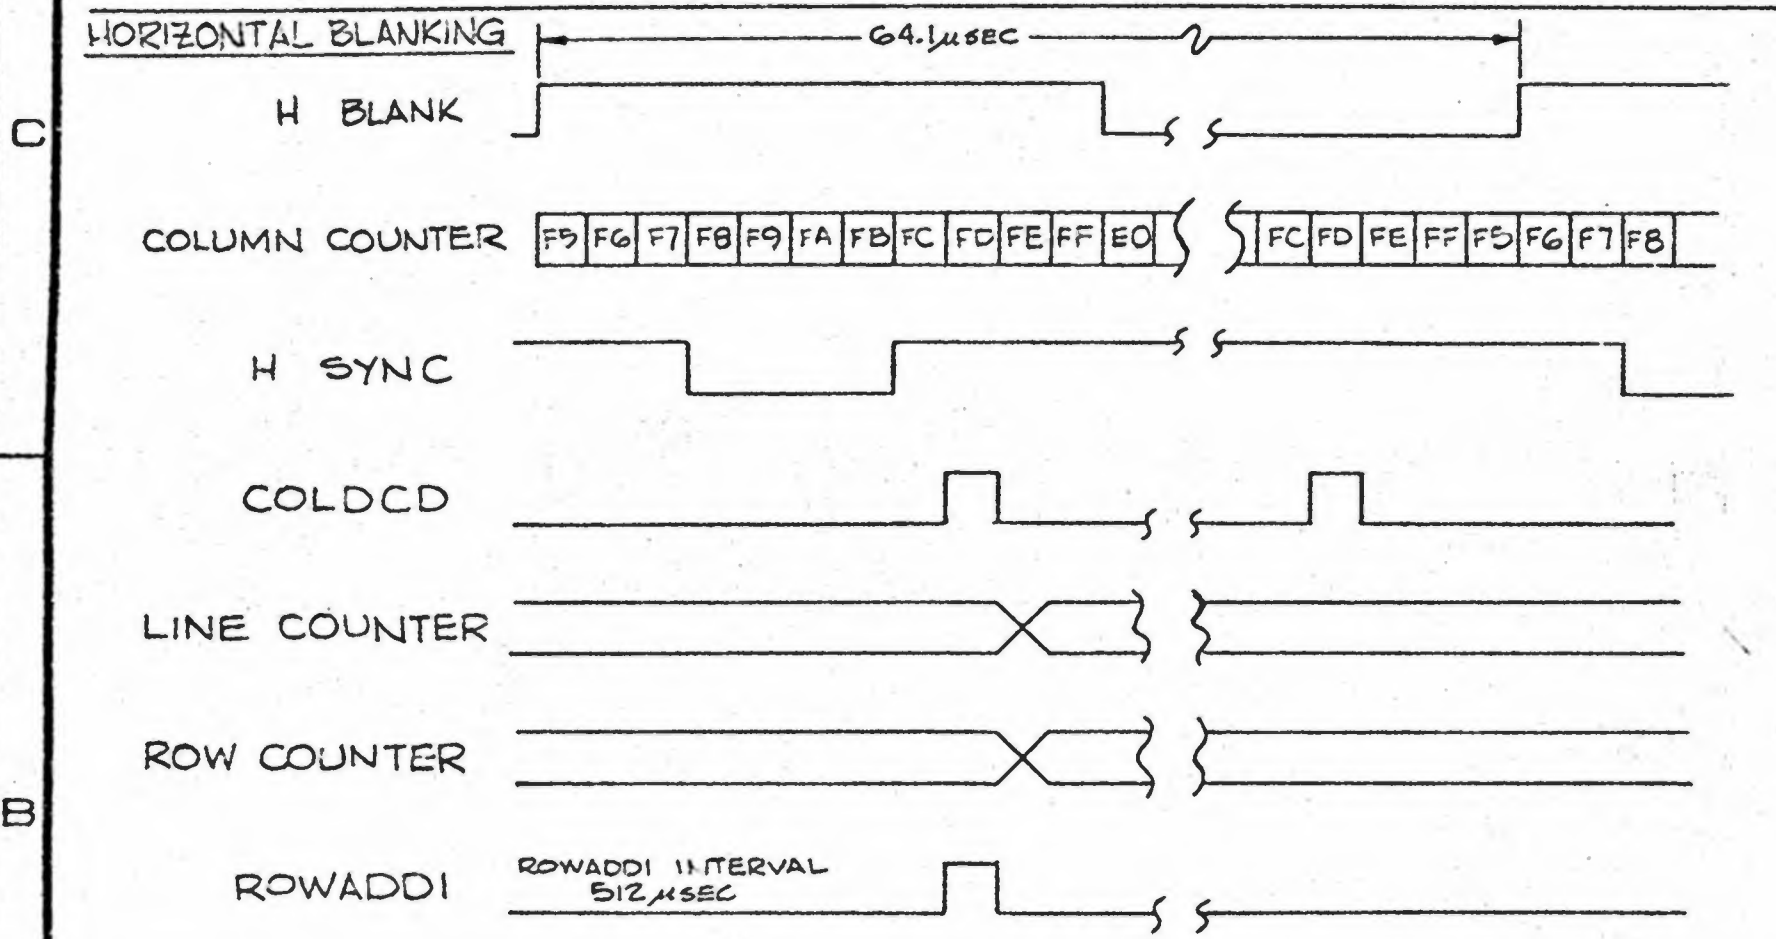 HORIZONTAL BLANKING
64.1µSEC
C
H BLANK
COLUMN COUNTER F5 F6 F7 F8 F9 FA FB FC FD FE FF E0 FC FD FE FF F5 F6 F7 F8
H SYNC
COLDCD
LINE COUNTER
ROW COUNTER
B
ROWADDI INTERVAL
512µSEC
ROWADDI